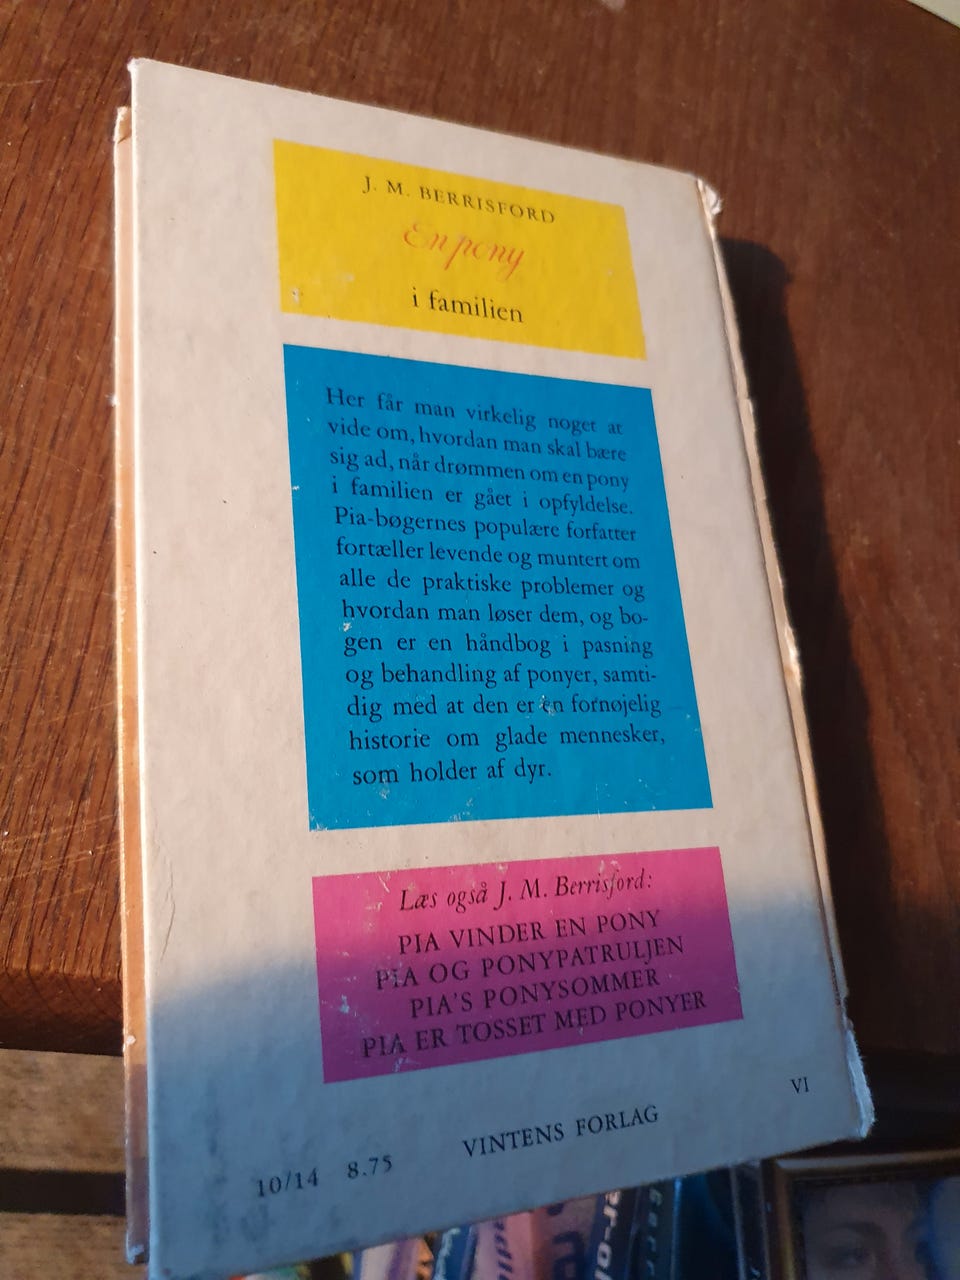 J. M. BERRISFORD
En pony
i familien
Her får man virkelig noget at
vide om, hvordan man skal bære
sig ad, når drømmen om en pony
i familien er gået i opfyldelse.
Pia-bøgernes populære forfatter
fortæller levende og muntert om
alle de praktiske problemer og
hvordan man løser dem, og bo-
gen er en håndbog i pasning
og behandling af ponyer, samti-
dig med at den er en fornøjelig
historie om glade mennesker,
som holder af dyr.
Læs også J. M. Berrisford:
PIA VINDER EN PONY
PIA OG PONYPATRULJEN
PIA'S PONYSOMMER
PIA ER TOSSET MED PONYER
VI
VINTENS FORLAG
10/14 8.75